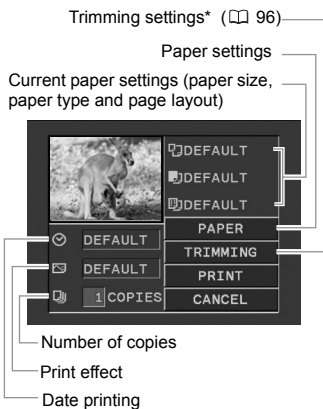 Trimming settings* (96)
Paper settings
Current paper settings (paper size,
paper type and page layout)
DEFAULT
DEFAULT
DEFAULT
PAPER
DEFAULT
TRIMMING
DEFAULT
PRINT
1 COPIES
CANCEL
Number of copies
Print effect
Date printing